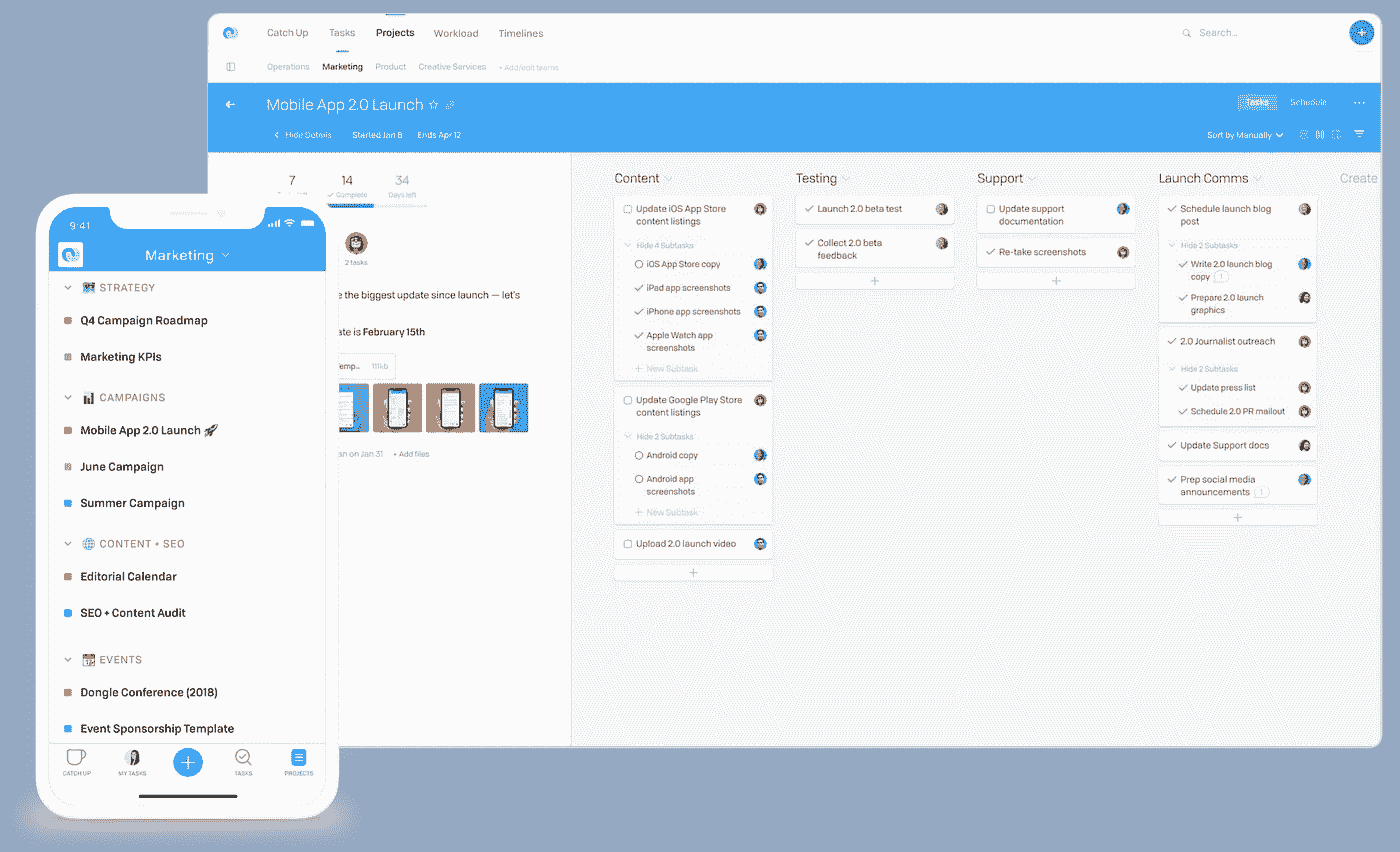 Catch Up Tasks Projects Workload Timelines
Search...
Operations Marketing Product Creative Services + Add/edit teams
Mobile App 2.0 Launch
Tasks Schedule
Hide Details Started Jan 8 Ends Apr 12
Sort by Manually
7 14 34
Complete Days left
2 tasks
e the biggest update since launch — let's
ate is February 15th
Temp... 111kb
an on Jan 31 + Add files
Content
Update iOS App Store
content listings
Hide 4 Subtasks
iOS App Store copy
iPad app screenshots
iPhone app screenshots
Apple Watch app
screenshots
+ New Subtask
Update Google Play Store
content listings
Hide 2 Subtasks
Android copy
Android app
screenshots
+ New Subtask
Upload 2.0 launch video
+
Testing
Launch 2.0 beta test
Collect 2.0 beta
feedback
+
Support
Update support
documentation
Re-take screenshots
+
Launch Comms
Schedule launch blog
post
Hide 2 Subtasks
Write 2.0 launch blog
copy 1
Prepare 2.0 launch
graphics
2.0 Journalist outreach
Hide 2 Subtasks
Update press list
Schedule 2.0 PR mailout
Update Support docs
Prep social media
announcements 1
+
Create
9:41
Marketing
STRATEGY
Q4 Campaign Roadmap
Marketing KPIs
CAMPAIGNS
Mobile App 2.0 Launch 🚀
June Campaign
Summer Campaign
CONTENT + SEO
Editorial Calendar
SEO + Content Audit
EVENTS
Dongle Conference (2018)
Event Sponsorship Template
CATCH UP MY TASKS TASKS PROJECTS